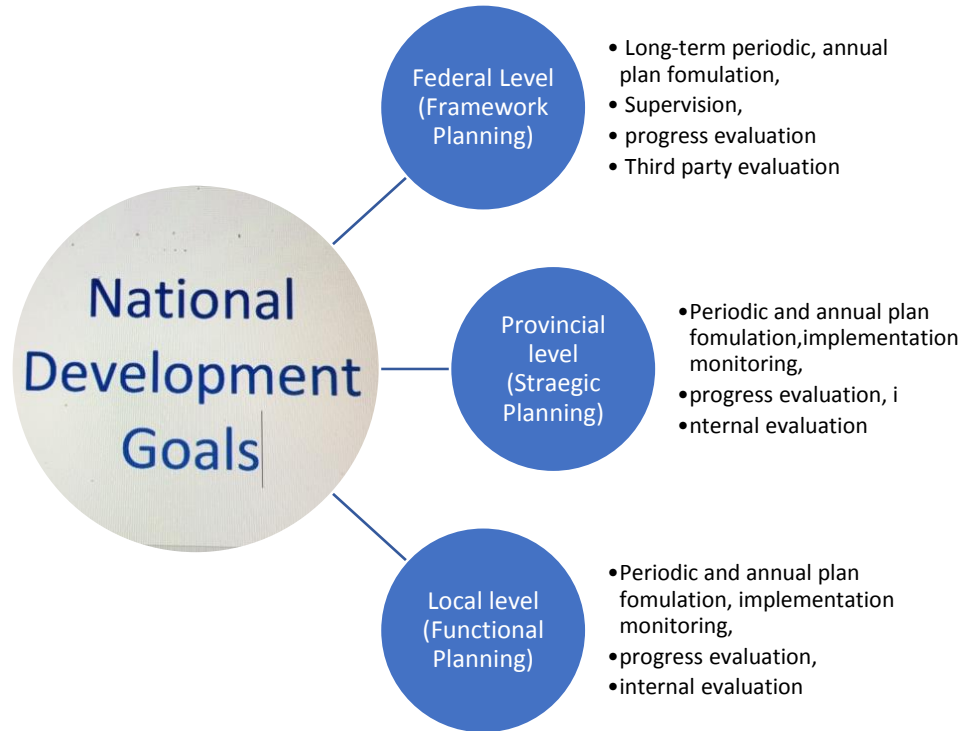 National
Development
Goals
Federal Level
(Framework
Planning)
• Long-term periodic, annual
plan fomulation,
• Supervision,
• progress evaluation
• Third party evaluation
Provincial
level
(Straegic
Planning)
•Periodic and annual plan
fomulation,implementation
monitoring,
•progress evaluation, i
•nternal evaluation
Local level
(Functional
Planning)
•Periodic and annual plan
fomulation, implementation
monitoring,
•progress evaluation,
•internal evaluation